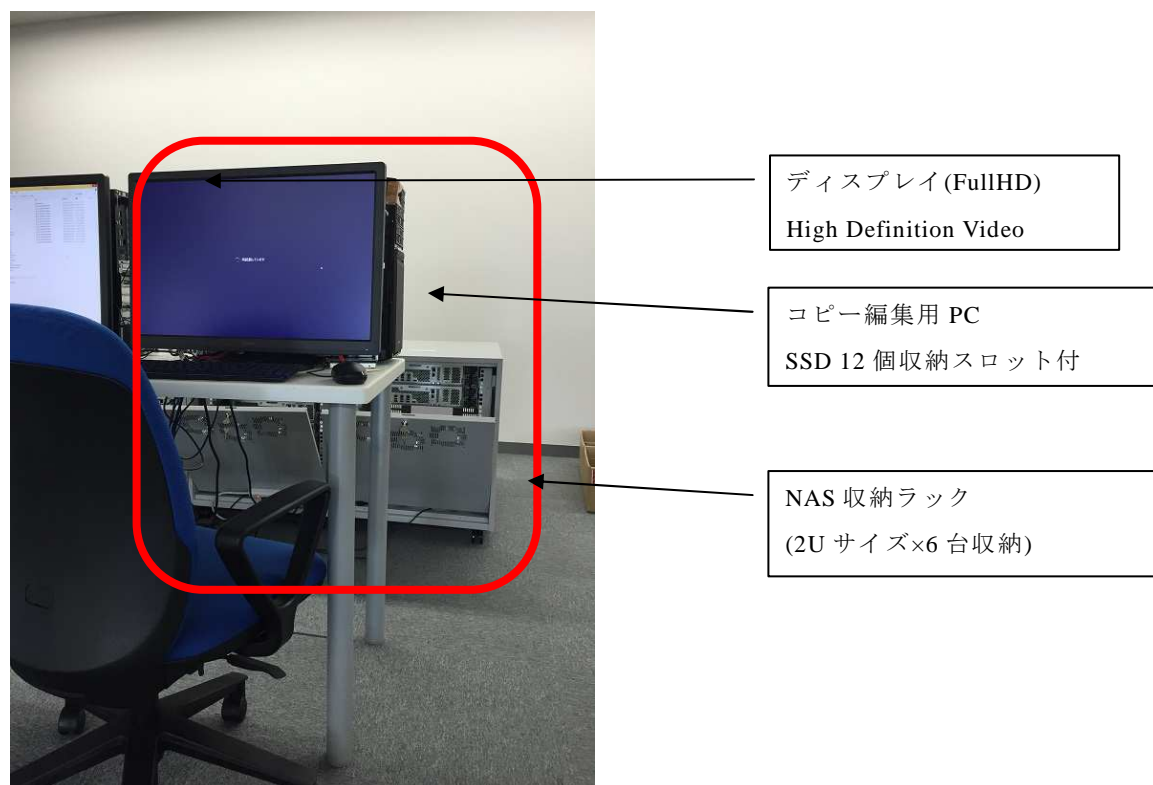 ディスプレイ(FullHD)
High Definition Video
コピー編集用 PC
SSD 12 個収納スロット付
NAS 収納ラック
(2U サイズ×6 台収納)